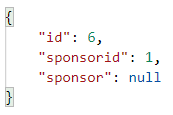 {
"id": 6,
"sponsorid": 1,
"sponsor": null
}